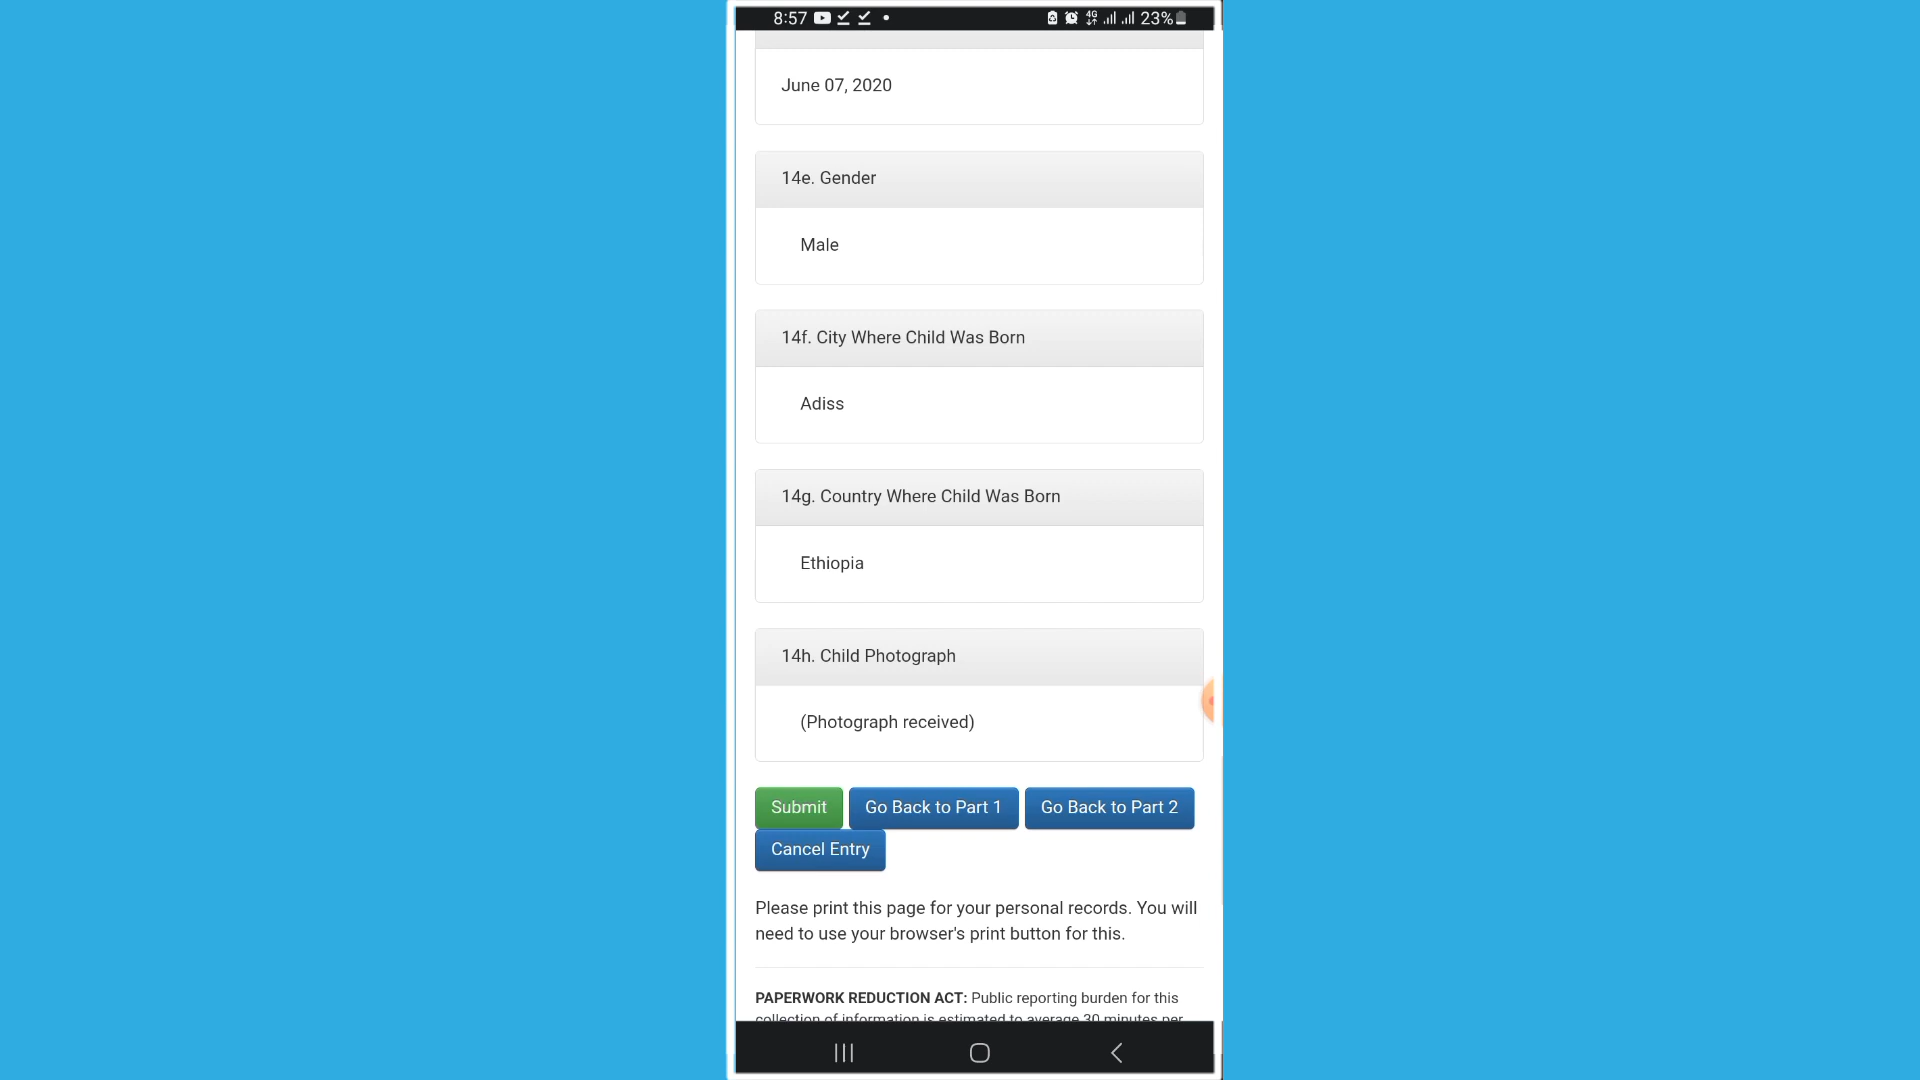 8:57 4G 23%
June 07, 2020
14e. Gender
Male
14f. City Where Child Was Born
Adiss
14g. Country Where Child Was Born
Ethiopia
14h. Child Photograph
(Photograph received)
Submit Go Back to Part 1 Go Back to Part 2
Cancel Entry
Please print this page for your personal records. You will
need to use your browser's print button for this.
PAPERWORK REDUCTION ACT: Public reporting burden for this
collection of information is estimated to average 30 minutes per